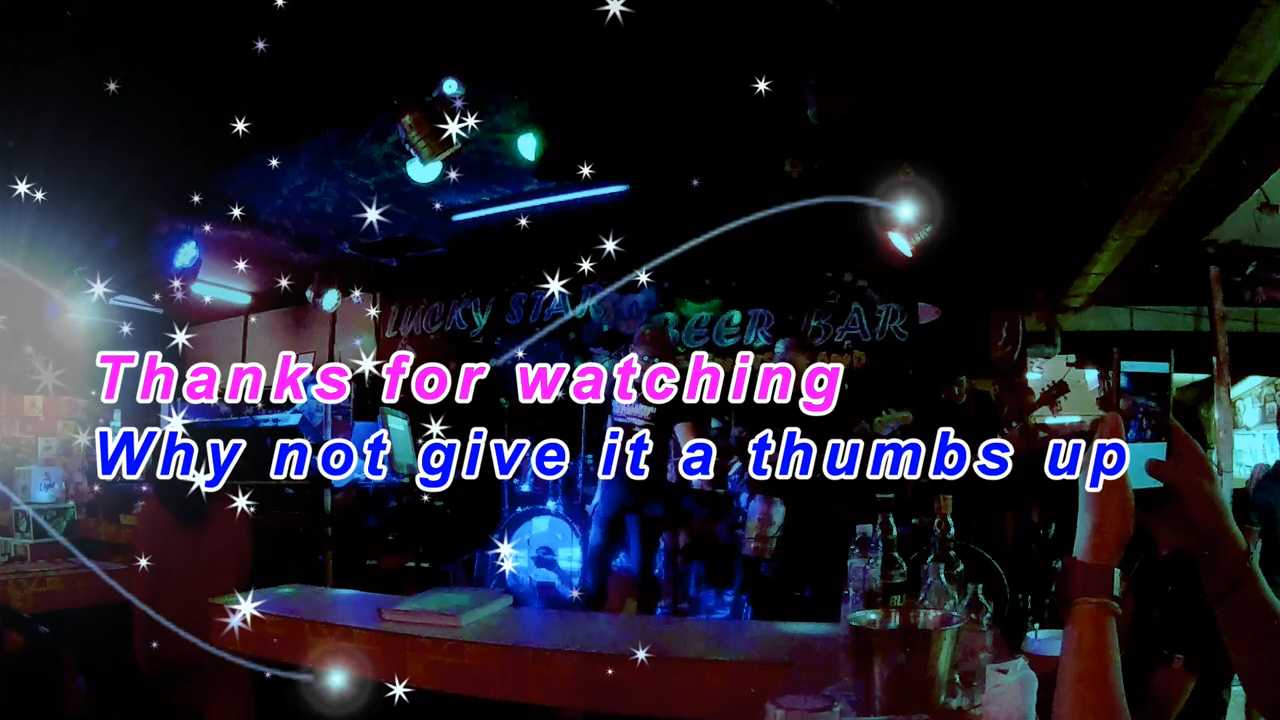 LUCKY STAR BEER BAR
Thanks for watching
Why not give it a thumbs up